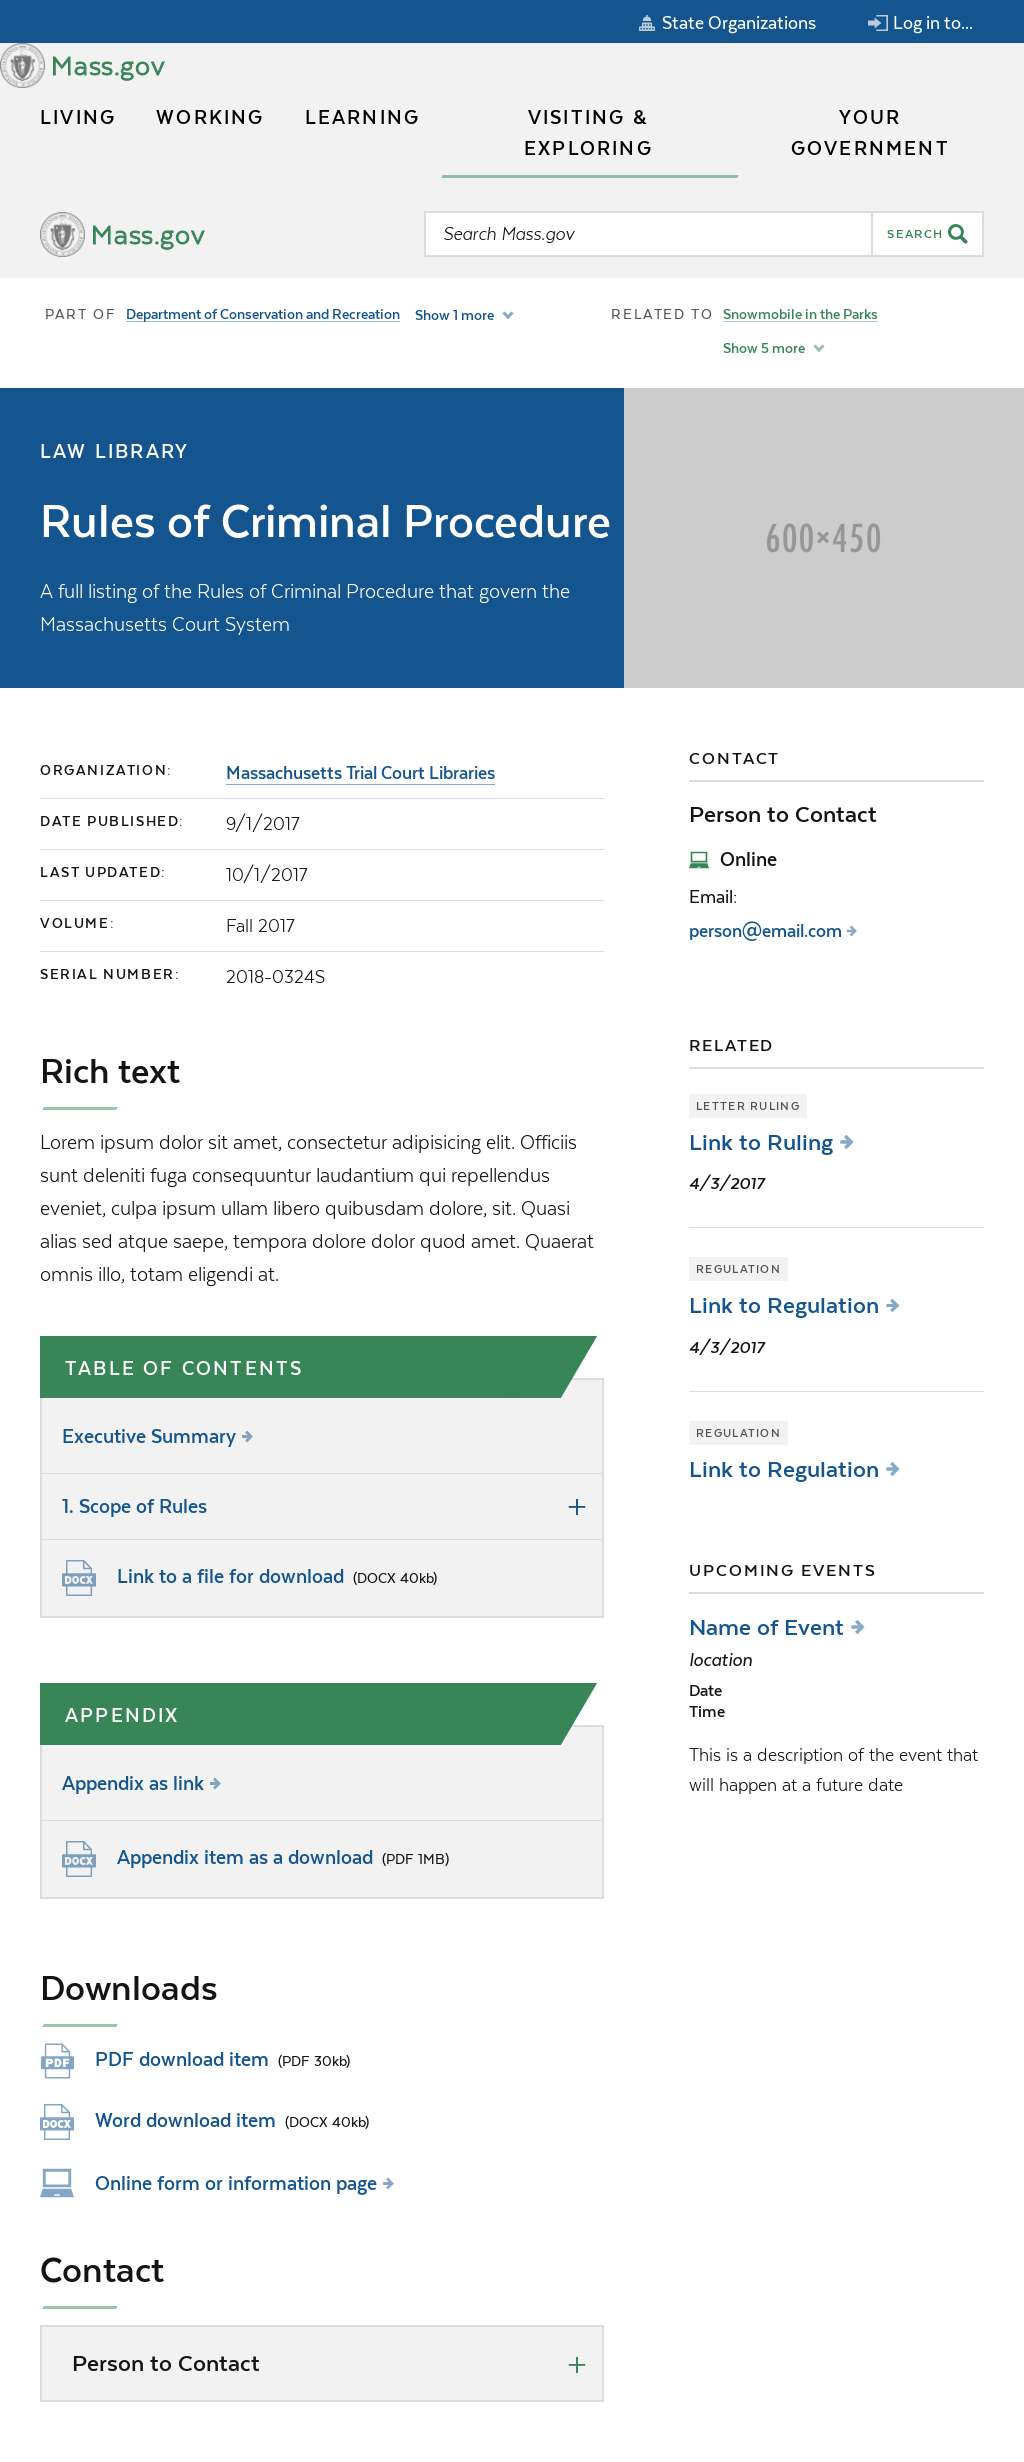 State Organizations
Log in to...
Mass.gov
LIVING
WORKING
LEARNING
VISITING &
EXPLORING
YOUR
GOVERNMENT
Mass.gov
Search Mass.gov
SEARCH
PART OF
Department of Conservation and Recreation
Show 1 more
RELATED TO
Snowmobile in the Parks
Show 5 more
LAW LIBRARY
Rules of Criminal Procedure
A full listing of the Rules of Criminal Procedure that govern the
Massachusetts Court System
600×450
ORGANIZATION:
Massachusetts Trial Court Libraries
DATE PUBLISHED:
9/1/2017
LAST UPDATED:
10/1/2017
VOLUME:
Fall 2017
SERIAL NUMBER:
2018-0324S
Rich text
Lorem ipsum dolor sit amet, consectetur adipisicing elit. Officiis
sunt deleniti fuga consequuntur laudantium qui repellendus
eveniet, culpa ipsum ullam libero quibusdam dolore, sit. Quasi
alias sed atque saepe, tempora dolore dolor quod amet. Quaerat
omnis illo, totam eligendi at.
TABLE OF CONTENTS
Executive Summary
1. Scope of Rules
DOCX
Link to a file for download (DOCX 40kb)
APPENDIX
Appendix as link
DOCX
Appendix item as a download (PDF 1MB)
Downloads
PDF
PDF download item (PDF 30kb)
DOCX
Word download item (DOCX 40kb)
Online form or information page
Contact
Person to Contact
CONTACT
Person to Contact
Online
Email:
person@email.com
RELATED
LETTER RULING
Link to Ruling
4/3/2017
REGULATION
Link to Regulation
4/3/2017
REGULATION
Link to Regulation
UPCOMING EVENTS
Name of Event
location
Date
Time
This is a description of the event that
will happen at a future date